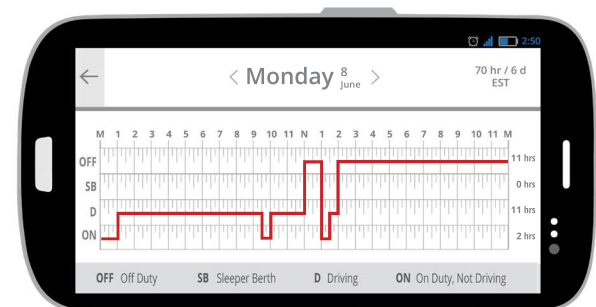 2:50
← < Monday 8 June > 70 hr / 6 d EST
M 1 2 3 4 5 6 7 8 9 10 11 N 1 2 3 4 5 6 7 8 9 10 11 M
OFF 11 hrs
SB 0 hrs
D 11 hrs
ON 2 hrs
OFF Off Duty SB Sleeper Berth D Driving ON On Duty, Not Driving